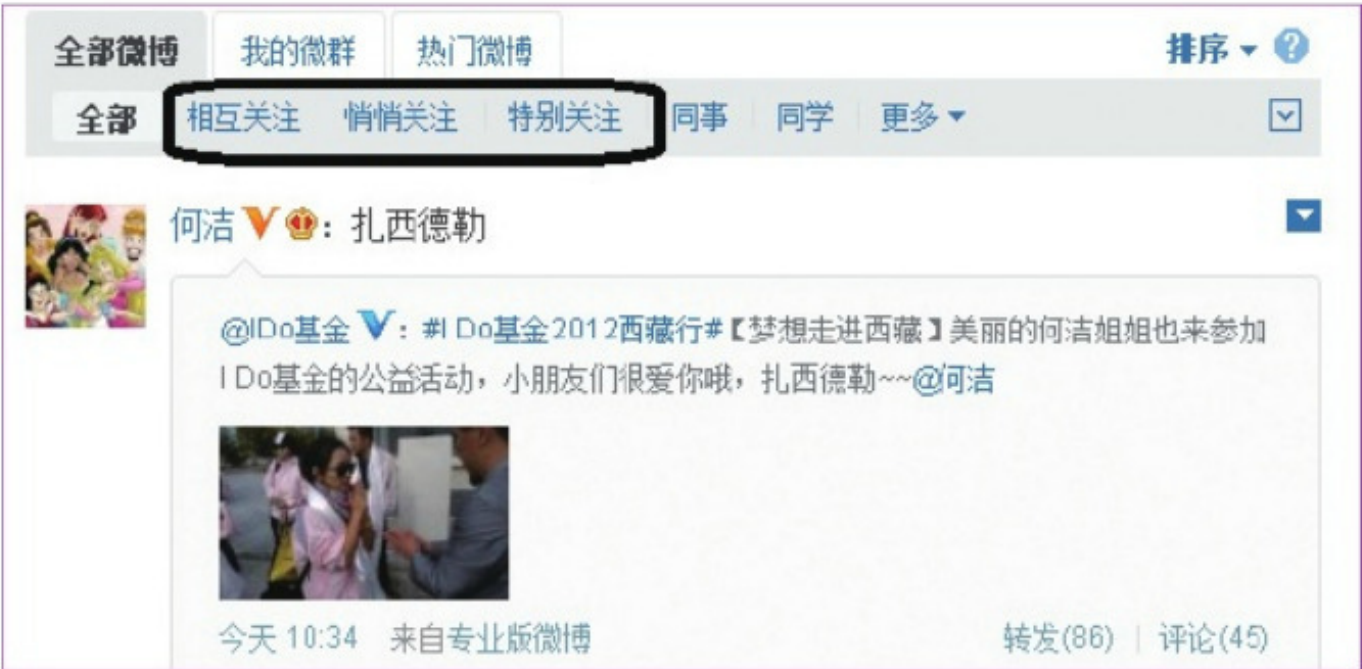 全部微博 我的微群 热门微博 排序
全部 相互关注 悄悄关注 特别关注 同事 同学 更多
何洁：扎西德勒
@IDo基金：#I Do基金2012西藏行#【梦想走进西藏】美丽的何洁姐姐也来参加
I Do基金的公益活动，小朋友们很爱你哦，扎西德勒~~@何洁
今天 10:34 来自专业版微博 转发(86) | 评论(45)